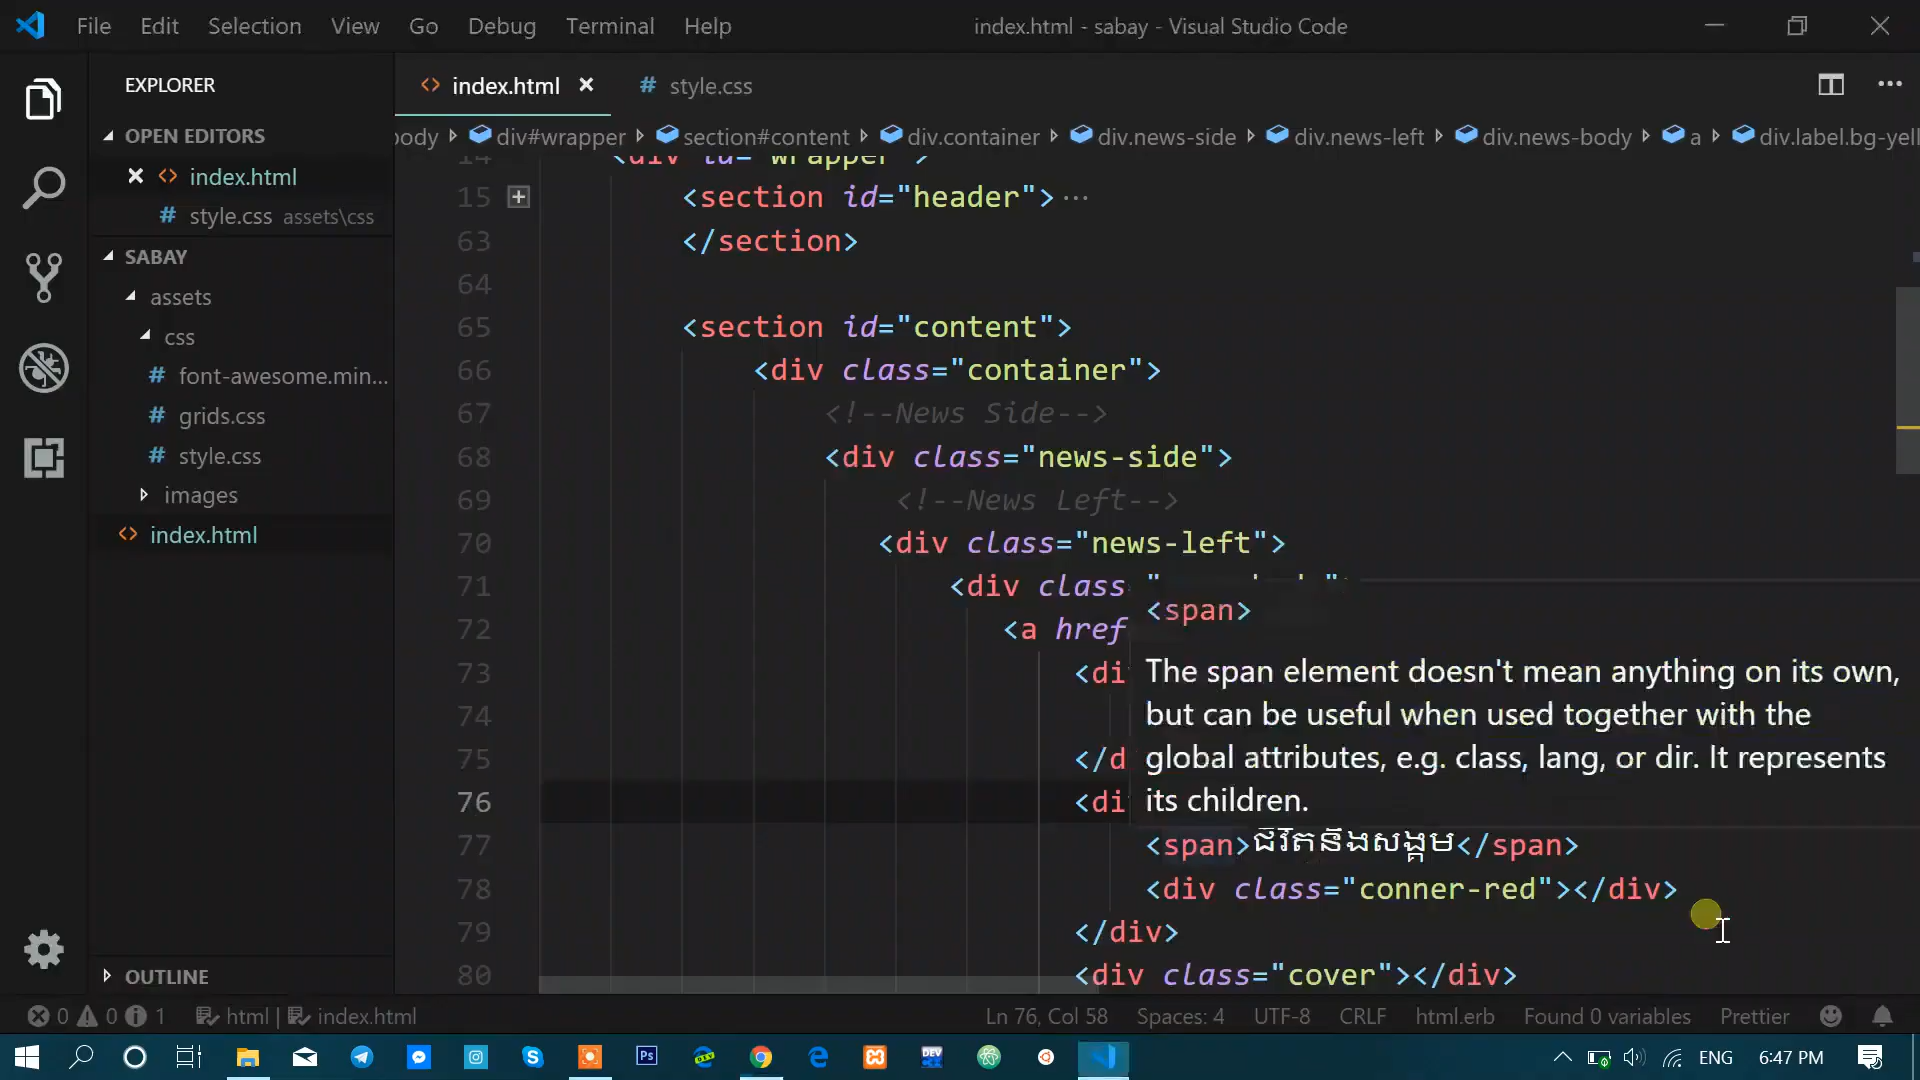 File Edit Selection View Go Debug Terminal Help index.html - sabay - Visual Studio Code
EXPLORER
index.html
# style.css
OPEN EDITORS
body div#wrapper section#content div.container div.news-side div.news-left div.news-body a div.label.bg-yell
<> index.html
# style.css assets\css
SABAY
assets
css
# font-awesome.min...
# grids.css
# style.css
images
<> index.html
OUTLINE
14 <div id="wrapper">
15 <section id="header">...
63 </section>
64
65 <section id="content">
66 <div class="container">
67 <!--News Side-->
68 <div class="news-side">
69 <!--News Left-->
70 <div class="news-left">
71 <div class
72 <a href
73 <di
74
75 </d
76 <di
<span>
The span element doesn't mean anything on its own,
but can be useful when used together with the
global attributes, e.g. class, lang, or dir. It represents
its children.
77 <span>ជីវិតនិងសង្គម</span>
78 <div class="conner-red"></div>
79 </div>
80 <div class="cover"></div>
0 0 1 html | index.html Ln 76, Col 58 Spaces: 4 UTF-8 CRLF html.erb Found 0 variables Prettier
Ps DEV ENG 6:47 PM